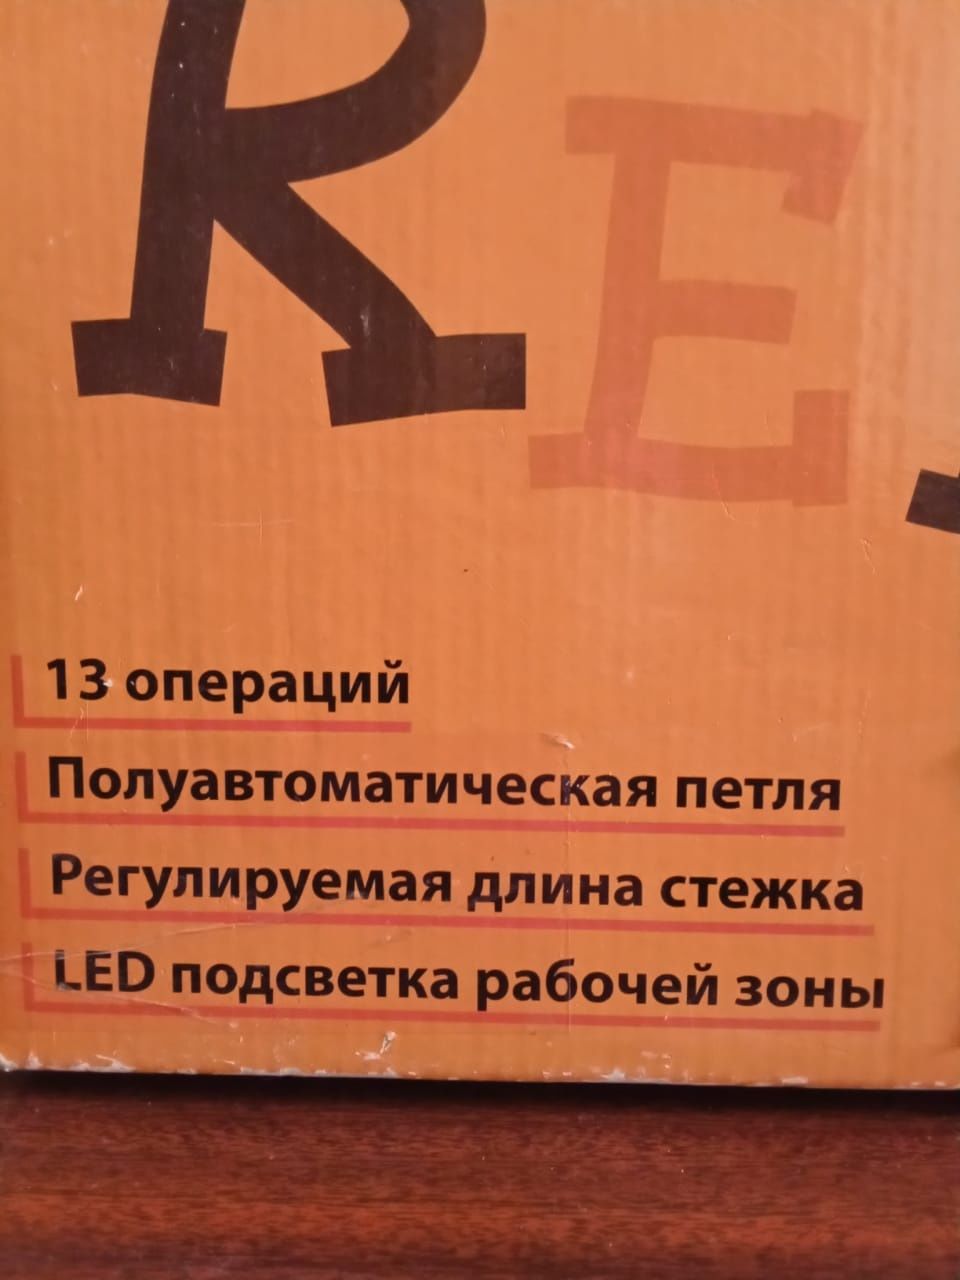 RE
13 операций
Полуавтоматическая петля
Регулируемая длина стежка
LED подсветка рабочей зоны